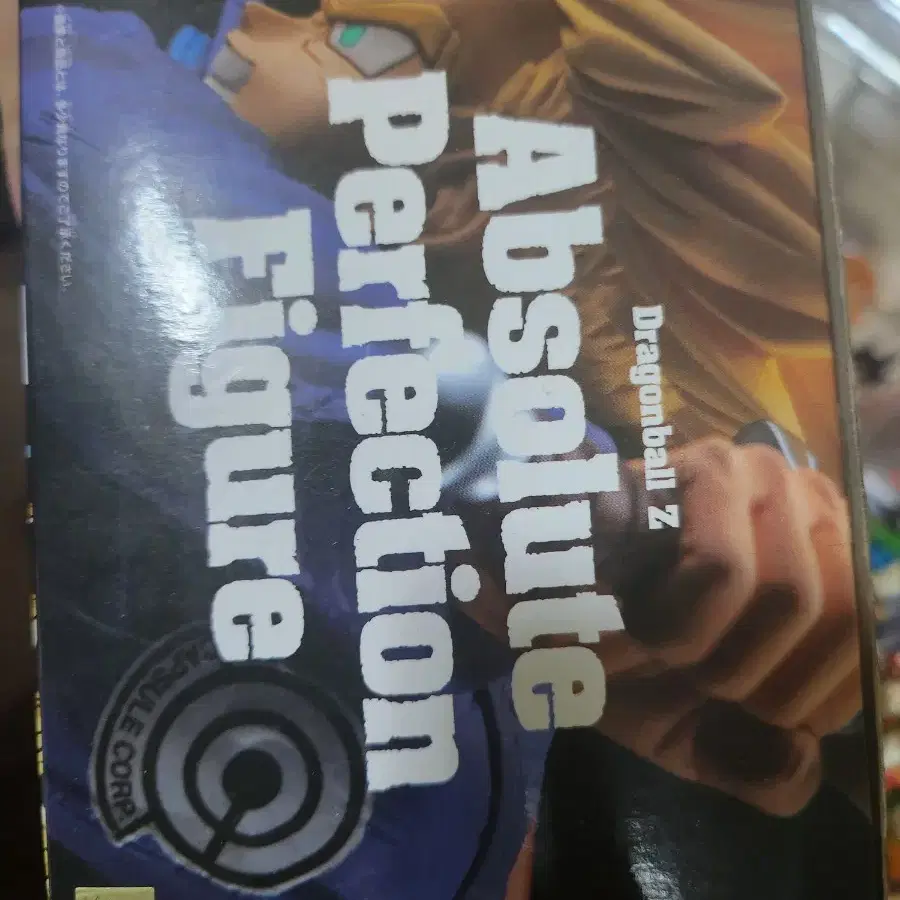 Dragonball Z
Absolute
Perfection
Figure
CAPSULE CORP.